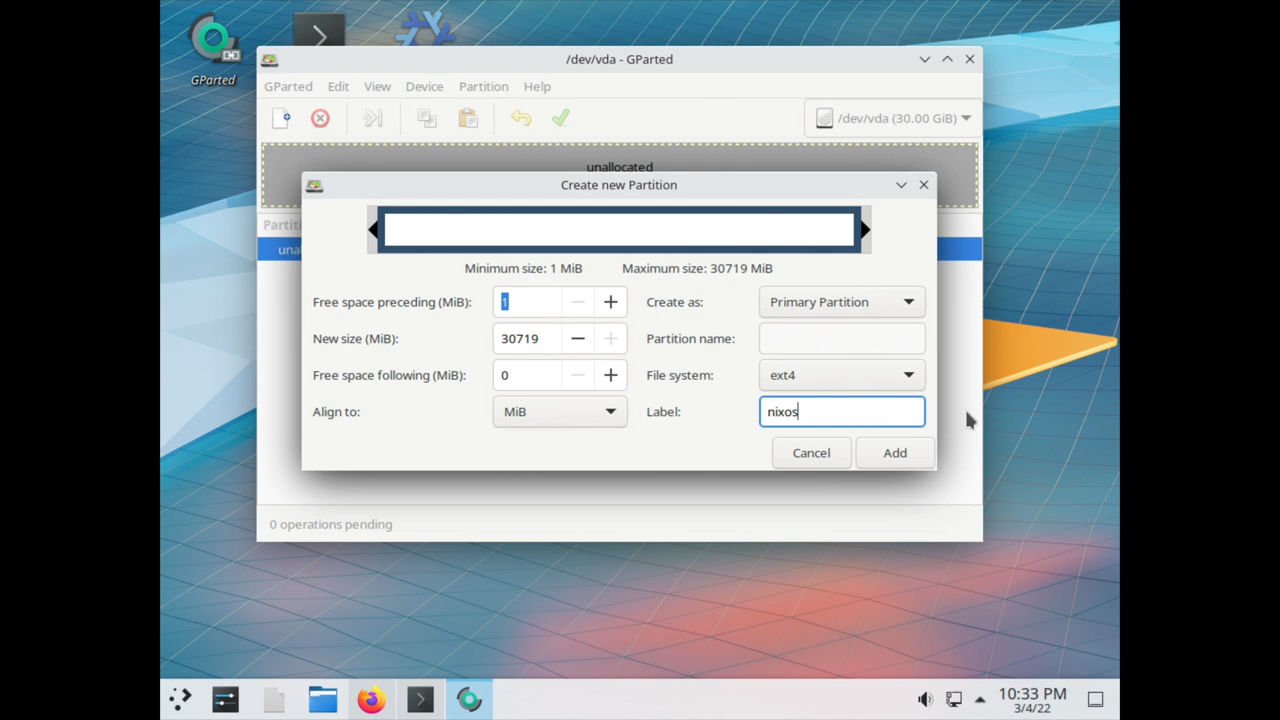 GParted
/dev/vda - GParted
GParted Edit View Device Partition Help
/dev/vda (30.00 GiB)
unallocated
Create new Partition
Partiti
una
Minimum size: 1 MiB Maximum size: 30719 MiB
Free space preceding (MiB): 1 Create as: Primary Partition
New size (MiB): 30719 Partition name:
Free space following (MiB): 0 File system: ext4
Align to: MiB Label: nixos
Cancel Add
0 operations pending
10:33 PM
3/4/22